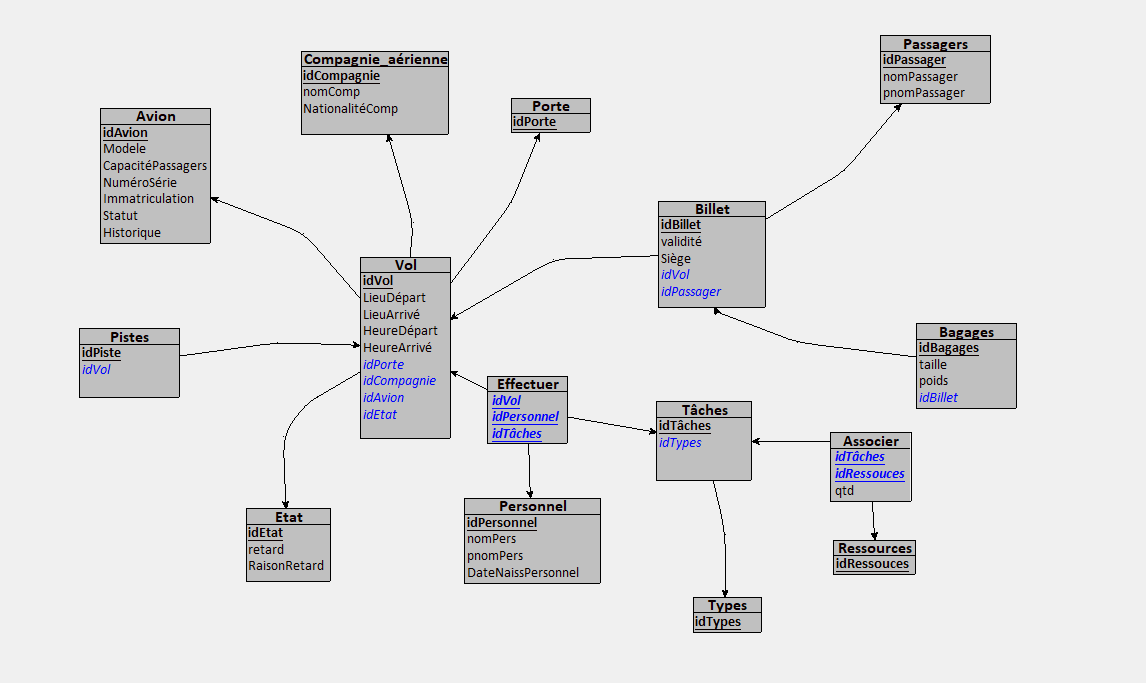 Compagnie_aérienne
idCompagnie
nomComp
NationalitéComp
Passagers
idPassager
nomPassager
pnomPassager
Porte
idPorte
Avion
idAvion
Modele
CapacitéPassagers
NuméroSérie
Immatriculation
Statut
Historique
Billet
idBillet
validité
Siège
idVol
idPassager
Vol
idVol
LieuDépart
LieuArrivé
HeureDépart
HeureArrivé
idPorte
idCompagnie
idAvion
idEtat
Pistes
idPiste
idVol
Bagages
idBagages
taille
poids
idBillet
Effectuer
idVol
idPersonnel
idTâches
Tâches
idTâches
idTypes
Associer
idTâches
idRessouces
qtd
Etat
idEtat
retard
RaisonRetard
Personnel
idPersonnel
nomPers
pnomPers
DateNaissPersonnel
Ressources
idRessouces
Types
idTypes